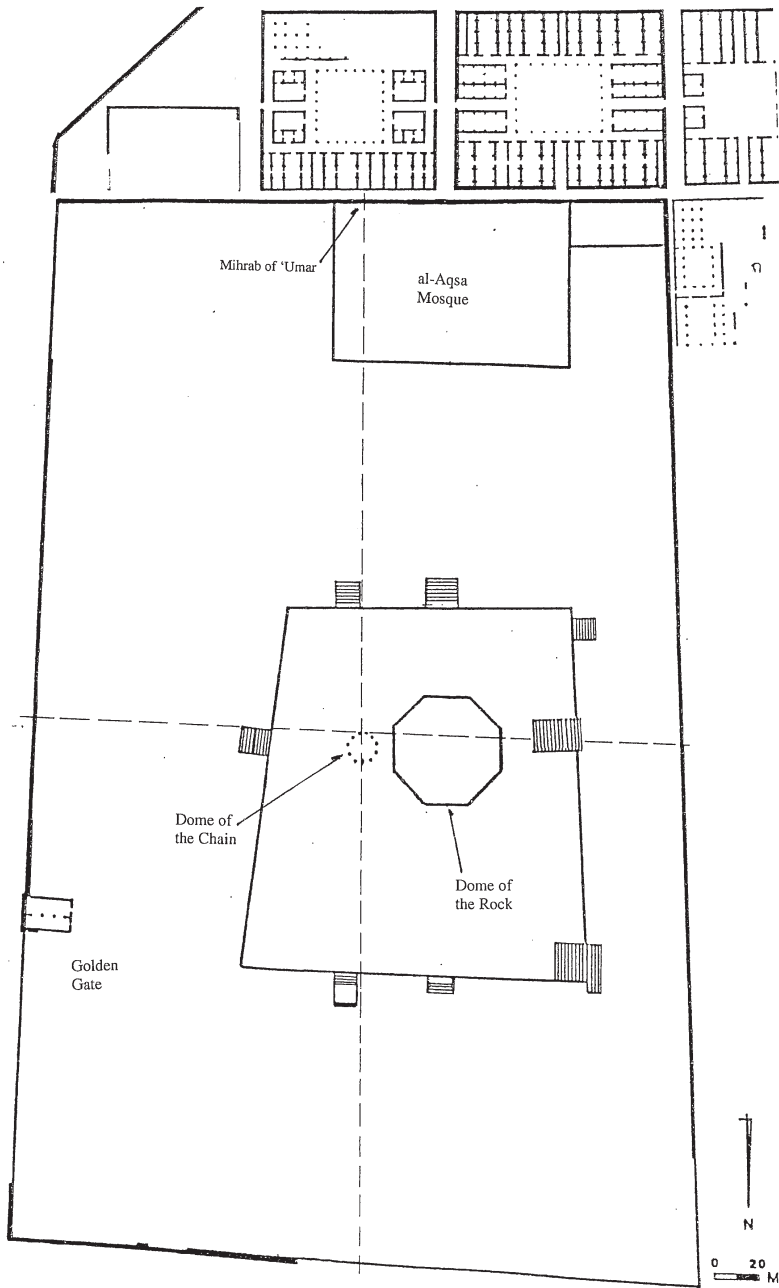 Mihrab of ‘Umar
al-Aqsa
Mosque
Dome of
the Chain
Dome of
the Rock
Golden
Gate
N
0 20
M